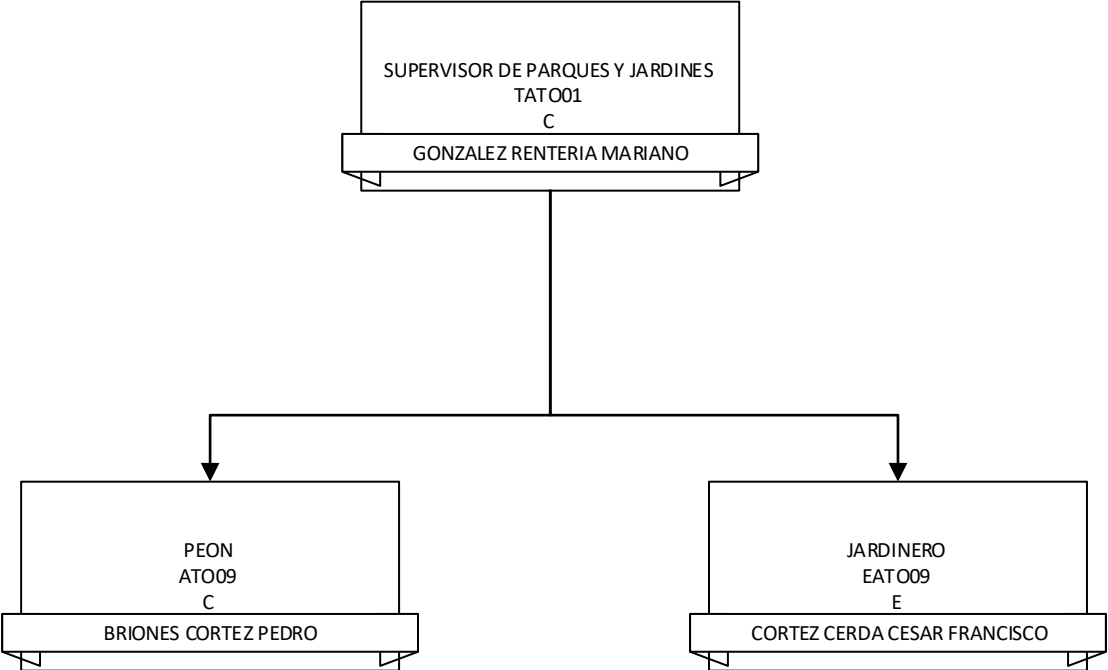 SUPERVISOR DE PARQUES Y JARDINES
TATO01
C
GONZALEZ RENTERIA MARIANO
PEON
ATO09
C
BRIONES CORTEZ PEDRO
JARDINERO
EATO09
E
CORTEZ CERDA CESAR FRANCISCO